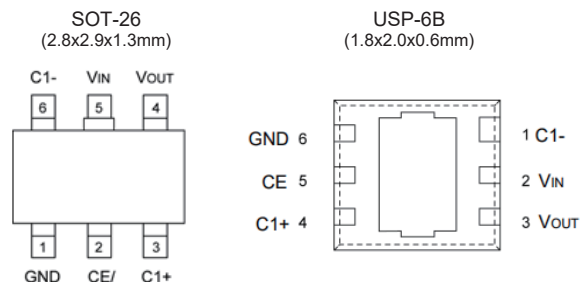 SOT-26
(2.8x2.9x1.3mm)
C1- VIN VOUT
6 5 4
1 2 3
GND CE/ C1+
USP-6B
(1.8x2.0x0.6mm)
GND 6
CE 5
C1+ 4
1 C1-
2 VIN
3 VOUT